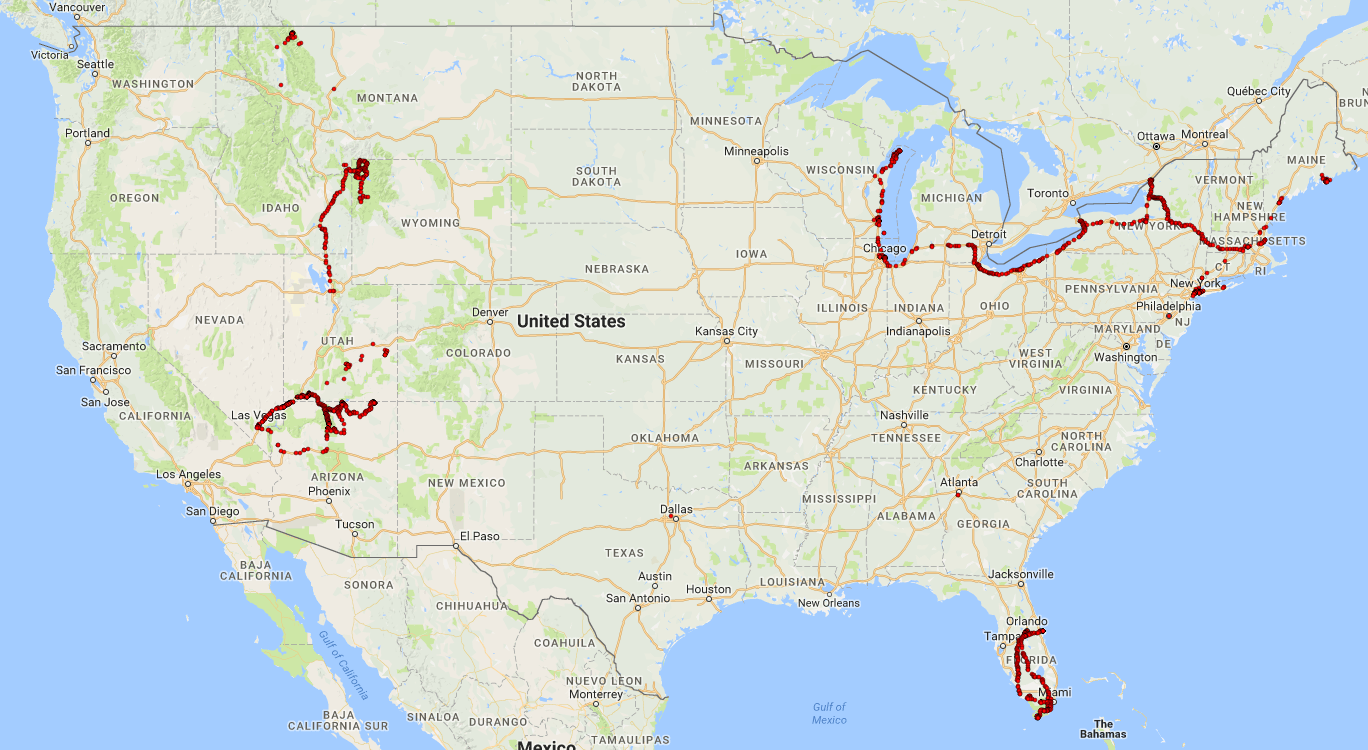 Vancouver
Victoria
Seattle
WASHINGTON
NORTH
DAKOTA
MONTANA
Québec City
BRUN
Portland
MINNESOTA
Ottawa
Montreal
Minneapolis
WISCONSIN
MAINE
SOUTH
DAKOTA
VERMONT
OREGON
IDAHO
MICHIGAN
Toronto
NEW
HAMPSHIRE
WYOMING
Detroit
NEW YORK
MASSACHUSETTS
Chicago
IOWA
NEBRASKA
CT
RI
PENNSYLVANIA
New York
ILLINOIS
INDIANA
OHIO
Philadelphia
NEVADA
Denver
United States
Indianapolis
NJ
MARYLAND
DE
Kansas City
UTAH
Sacramento
COLORADO
KANSAS
MISSOURI
WEST
VIRGINIA
Washington
San Francisco
San Jose
KENTUCKY
VIRGINIA
CALIFORNIA
Las Vegas
Nashville
TENNESSEE
OKLAHOMA
NORTH
CAROLINA
Charlotte
ARKANSAS
Los Angeles
ARIZONA
NEW MEXICO
Atlanta
SOUTH
CAROLINA
Phoenix
MISSISSIPPI
San Diego
Dallas
ALABAMA
GEORGIA
Tucson
El Paso
TEXAS
BAJA
CALIFORNIA
SONORA
Austin
LOUISIANA
Jacksonville
Houston
San Antonio
CHIHUAHUA
New Orleans
Orlando
Tampa
COAHUILA
Gulf of California
FLORIDA
NUEVO LEON
Monterrey
Miami
Gulf of
Mexico
BAJA
CALIFORNIA SUR
SINALOA
DURANGO
The
Bahamas
TAMAULIPAS
Mexico